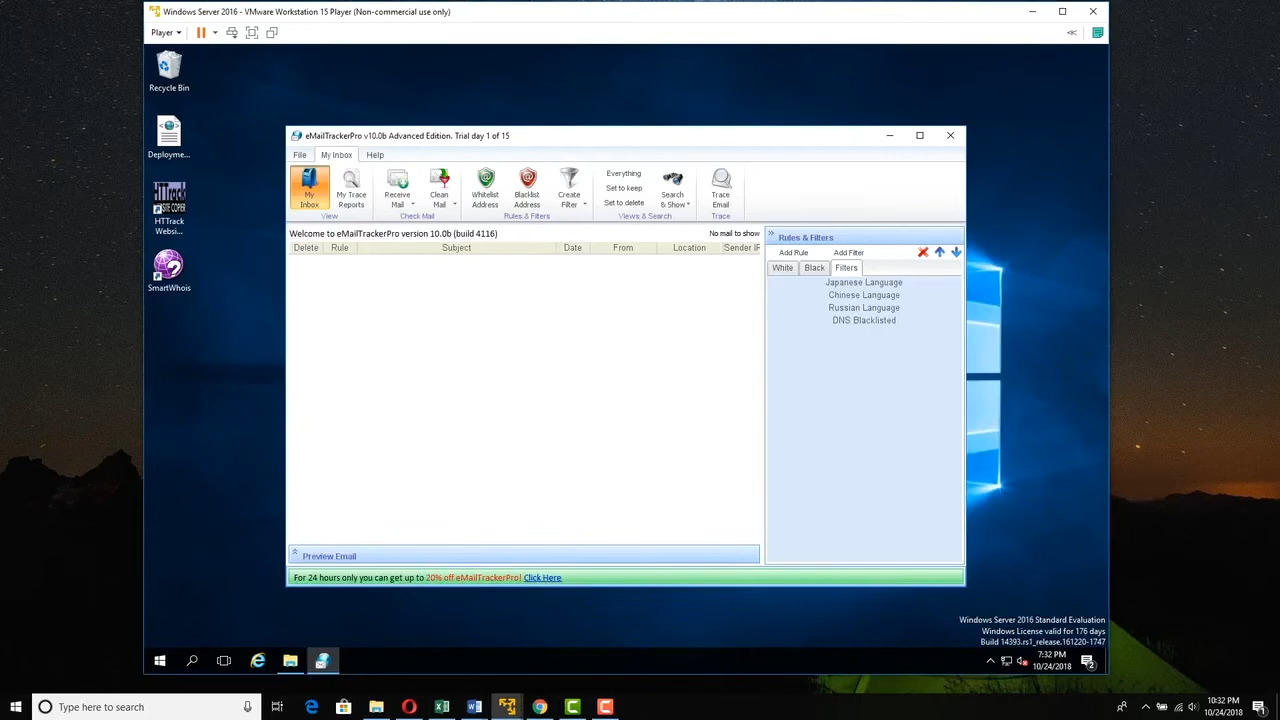 Windows Server 2016 - VMware Workstation 15 Player (Non-commercial use only)
Player
Recycle Bin
Deployme...
HTTrack
SITE COPIER
HTTrack
Websi...
SmartWhois
eMailTrackerPro v10.0b Advanced Edition. Trial day 1 of 15
File My Inbox Help
My Inbox
My Trace Reports
Receive Mail
Clean Mail
Whitelist Address
Blacklist Address
Create Filter
Everything
Set to keep
Set to delete
Search & Show
Trace Email
View Check Mail Rules & Filters Views & Search Trace
Welcome to eMailTrackerPro version 10.0b (build 4116) No mail to show
Delete Rule Subject Date From Location Sender IP
Rules & Filters
Add Rule Add Filter
White Black Filters
Japanese Language
Chinese Language
Russian Language
DNS Blacklisted
Preview Email
For 24 hours only you can get up to 20% off eMailTrackerPro! Click Here
Windows Server 2016 Standard Evaluation
Windows License valid for 176 days
Build 14393.rs1_release.161220-1747
7:32 PM
10/24/2018
2
Type here to search
10:32 PM
10/24/2018